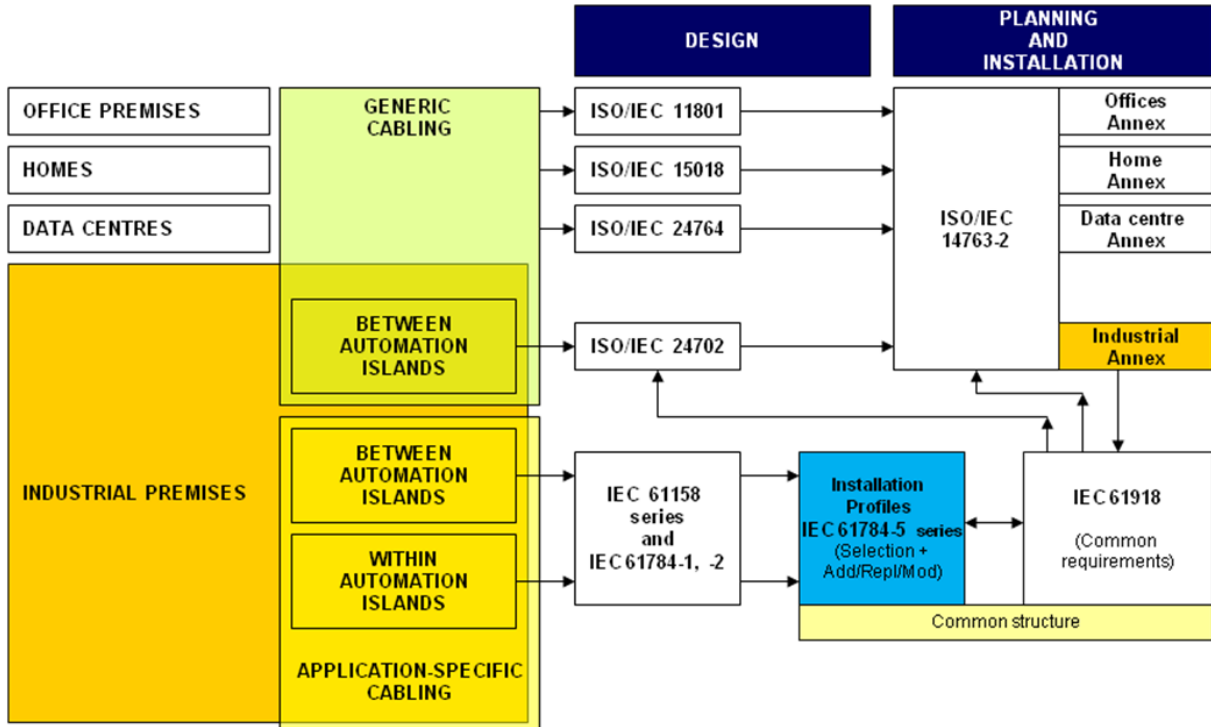 DESIGN
PLANNING
AND
INSTALLATION
OFFICE PREMISES
GENERIC
CABLING
ISO/IEC 11801
Offices
Annex
HOMES
ISO/IEC 15018
Home
Annex
DATA CENTRES
ISO/IEC 24764
ISO/IEC
14763-2
Data centre
Annex
BETWEEN
AUTOMATION
ISLANDS
ISO/IEC 24702
Industrial
Annex
INDUSTRIAL PREMISES
BETWEEN
AUTOMATION
ISLANDS
WITHIN
AUTOMATION
ISLANDS
APPLICATION-SPECIFIC
CABLING
IEC 61158
series
and
IEC 61784-1, -2
Installation
Profiles
IEC 61784-5 series
(Selection +
Add/Repl/Mod)
IEC 61918
(Common
requirements)
Common structure